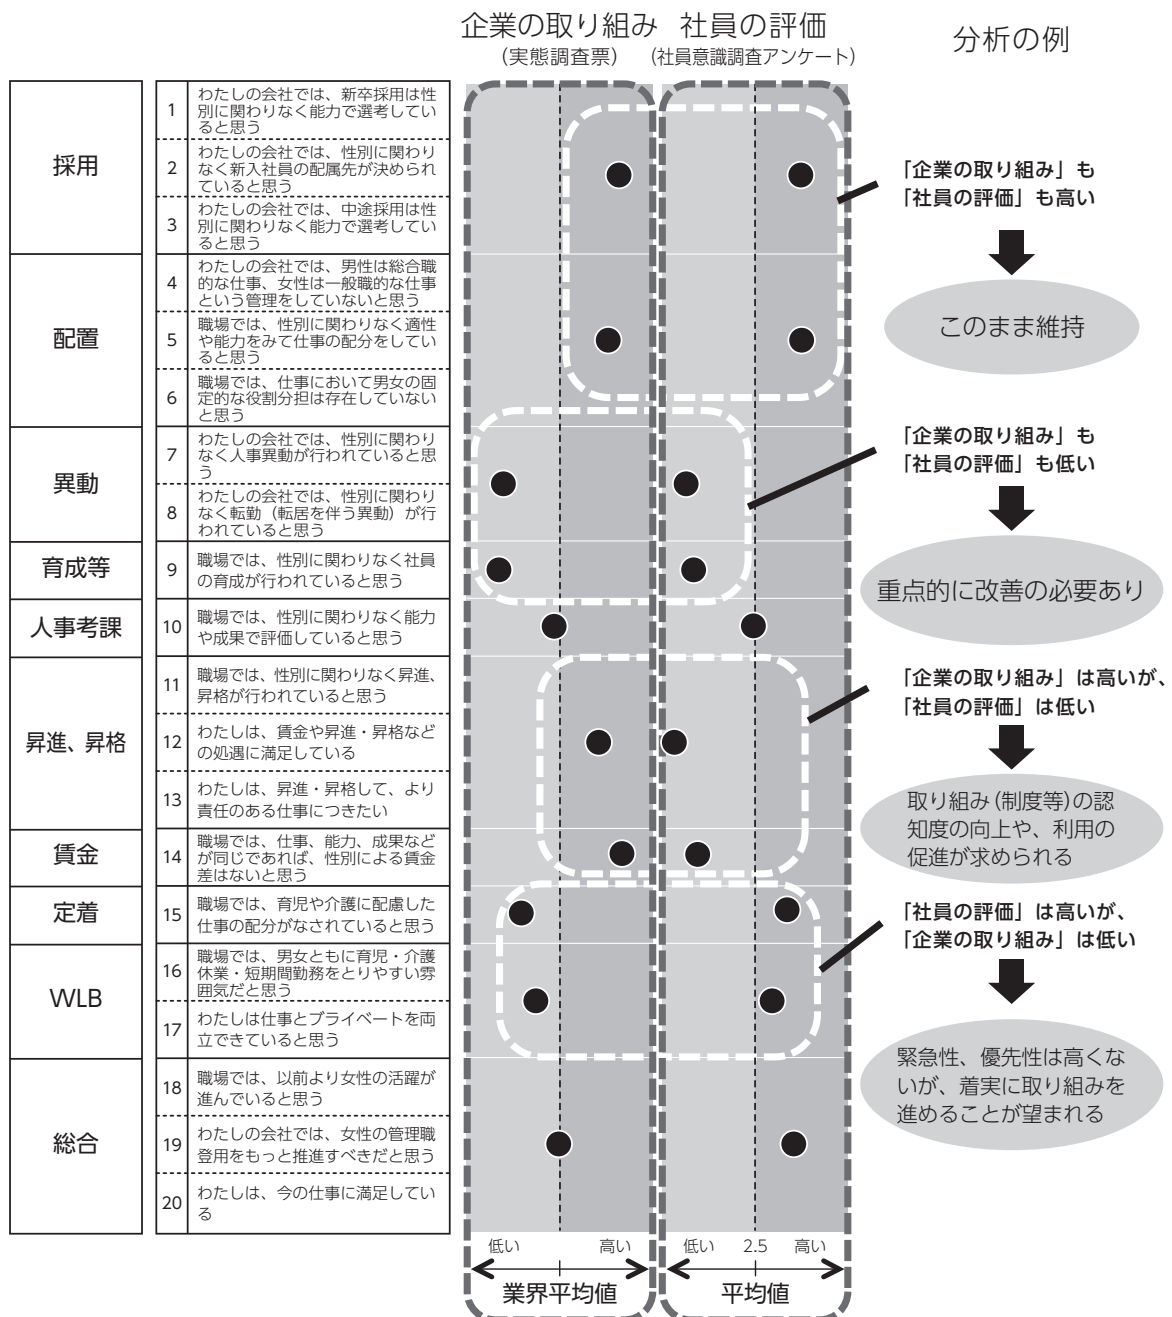 企業の取り組み
(実態調査票)
社員の評価
(社員意識調査アンケート)
分析の例
採用
1
わたしの会社では、新卒採用は性
別に関わりなく能力で選考してい
ると思う
2
わたしの会社では、性別に関わり
なく新入社員の配属先が決められ
ていると思う
3
わたしの会社では、中途採用は性
別に関わりなく能力で選考してい
ると思う
配置
4
わたしの会社では、男性は総合職
的な仕事、女性は一般職的な仕事
という管理をしていないと思う
5
職場では、性別に関わりなく適性
や能力をみて仕事の配分をしてい
ると思う
6
職場では、仕事において男女の固
定的な役割分担は存在していない
と思う
異動
7
わたしの会社では、性別に関わり
なく人事異動が行われていると思
う
8
わたしの会社では、性別に関わり
なく転勤（転居を伴う異動）が行
われていると思う
育成等
9
職場では、性別に関わりなく社員
の育成が行われていると思う
人事考課
10
職場では、性別に関わりなく能力
や成果で評価していると思う
昇進、昇格
11
職場では、性別に関わりなく昇進、
昇格が行われていると思う
12
わたしは、賃金や昇進・昇格など
の処遇に満足している
13
わたしは、昇進・昇格して、より
責任のある仕事につきたい
賃金
14
職場では、仕事、能力、成果など
が同じであれば、性別による賃金
差はないと思う
定着
15
職場では、育児や介護に配慮した
仕事の配分がなされていると思う
WLB
16
職場では、男女ともに育児・介護
休業・短期間勤務をとりやすい雰
囲気だと思う
17
わたしは仕事とプライベートを両
立できていると思う
総合
18
職場では、以前より女性の活躍が
進んでいると思う
19
わたしの会社では、女性の管理職
登用をもっと推進すべきだと思う
20
わたしは、今の仕事に満足してい
る
低い
高い
業界平均値
低い
2.5
高い
平均値
「企業の取り組み」も
「社員の評価」も高い
このまま維持
「企業の取り組み」も
「社員の評価」も低い
重点的に改善の必要あり
「企業の取り組み」は高いが、
「社員の評価」は低い
取り組み(制度等)の認
知度の向上や、利用の
促進が求められる
「社員の評価」は高いが、
「企業の取り組み」は低い
緊急性、優先性は高くな
いが、着実に取り組みを
進めることが望まれる